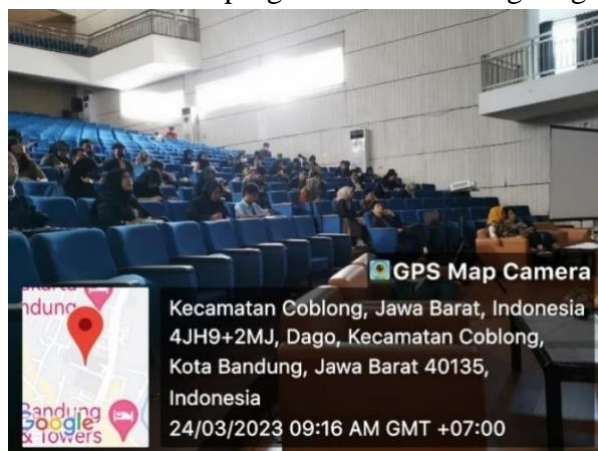 GPS Map Camera
ndung
Bandung
& Towers
Google
Kecamatan Coblong, Jawa Barat, Indonesia
4JH9+2MJ, Dago, Kecamatan Coblong,
Kota Bandung, Jawa Barat 40135,
Indonesia
24/03/2023 09:16 AM GMT +07:00